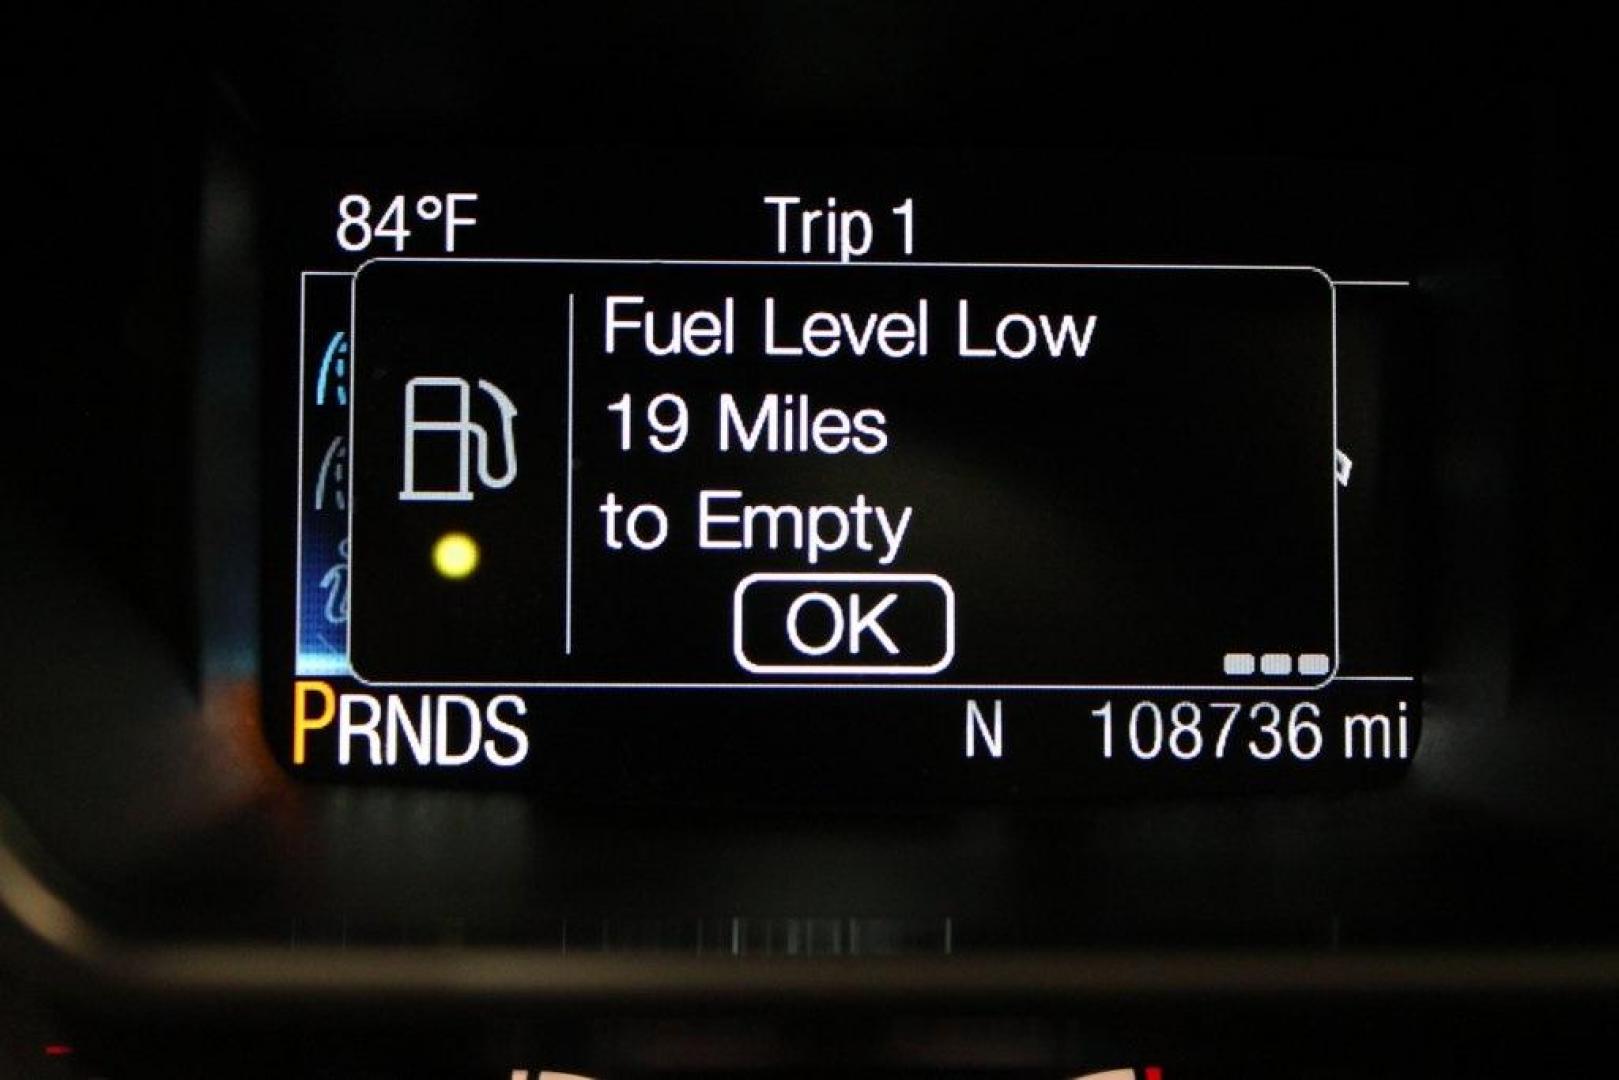 84°F Trip 1
Fuel Level Low
19 Miles
to Empty
OK
PRNDS N 108736 mi